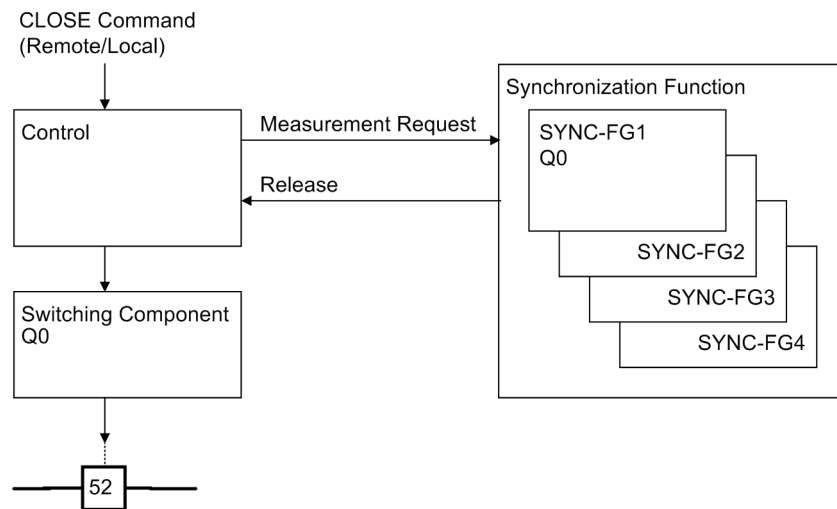 CLOSE Command
(Remote/Local)
Control
Measurement Request
Release
Switching Component
Q0
52
Synchronization Function
SYNC-FG1
Q0
SYNC-FG2
SYNC-FG3
SYNC-FG4